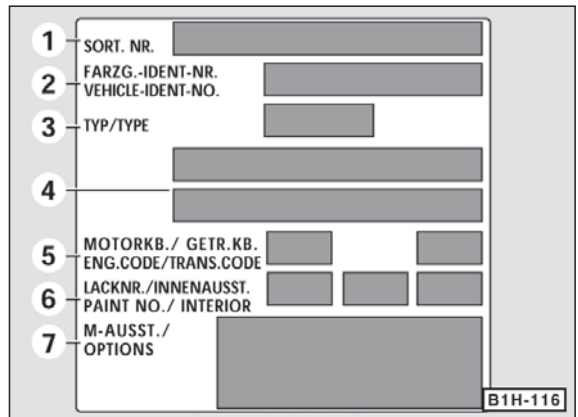 1 SORT. NR.
2 FARZG.-IDENT-NR.
VEHICLE-IDENT-NO.
3 TYP/TYPE
4
5 MOTORKB./ GETR.KB.
ENG.CODE/TRANS.CODE
6 LACKNR./INNENAUSST.
PAINT NO./ INTERIOR
7 M-AUSST./
OPTIONS
B1H-116